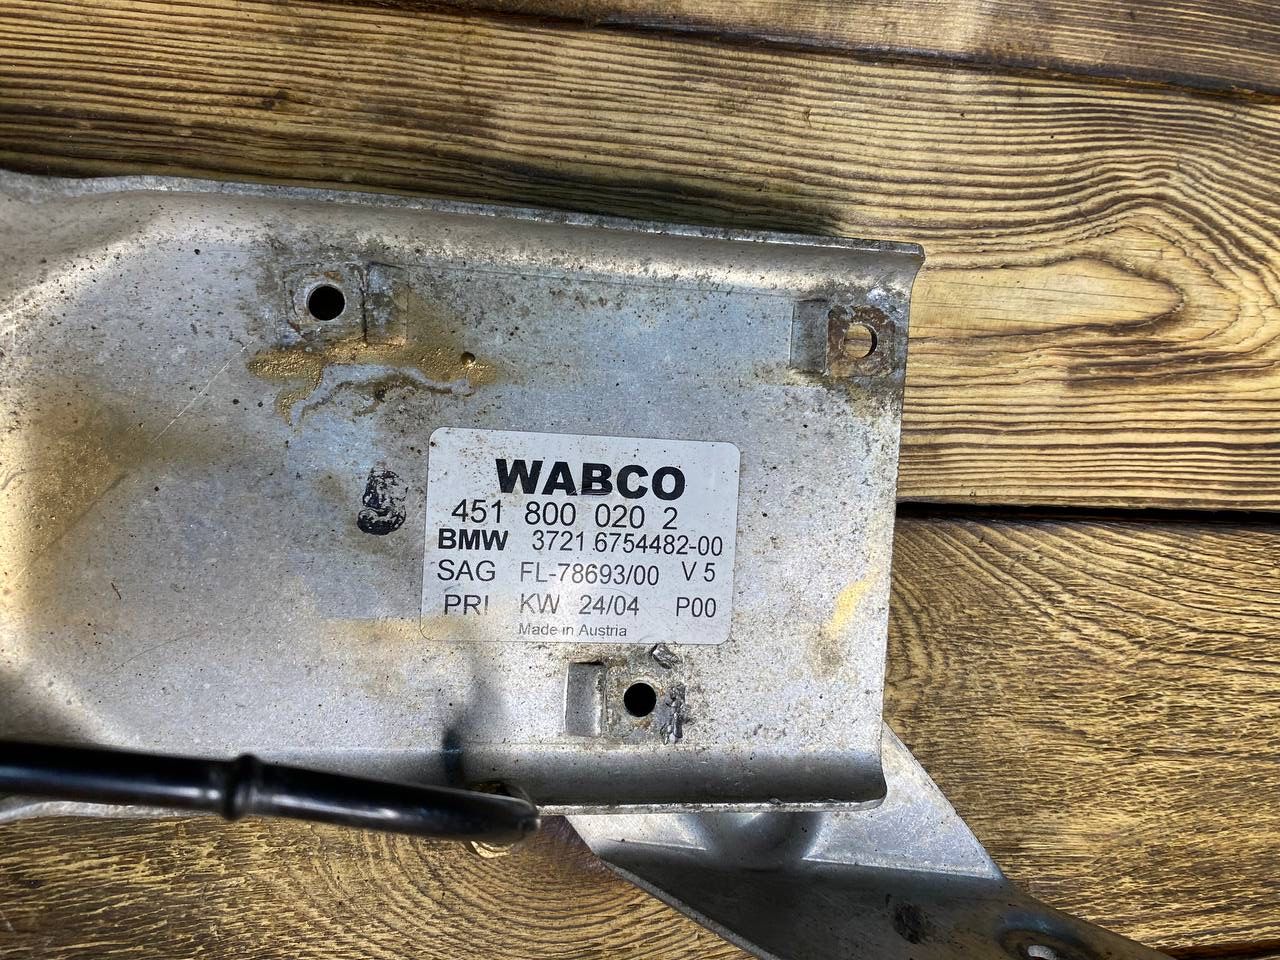 WABCO
451 800 020 2
BMW 3721 6754482-00
SAG FL-78693/00 V 5
PRI KW 24/04 P00
Made in Austria